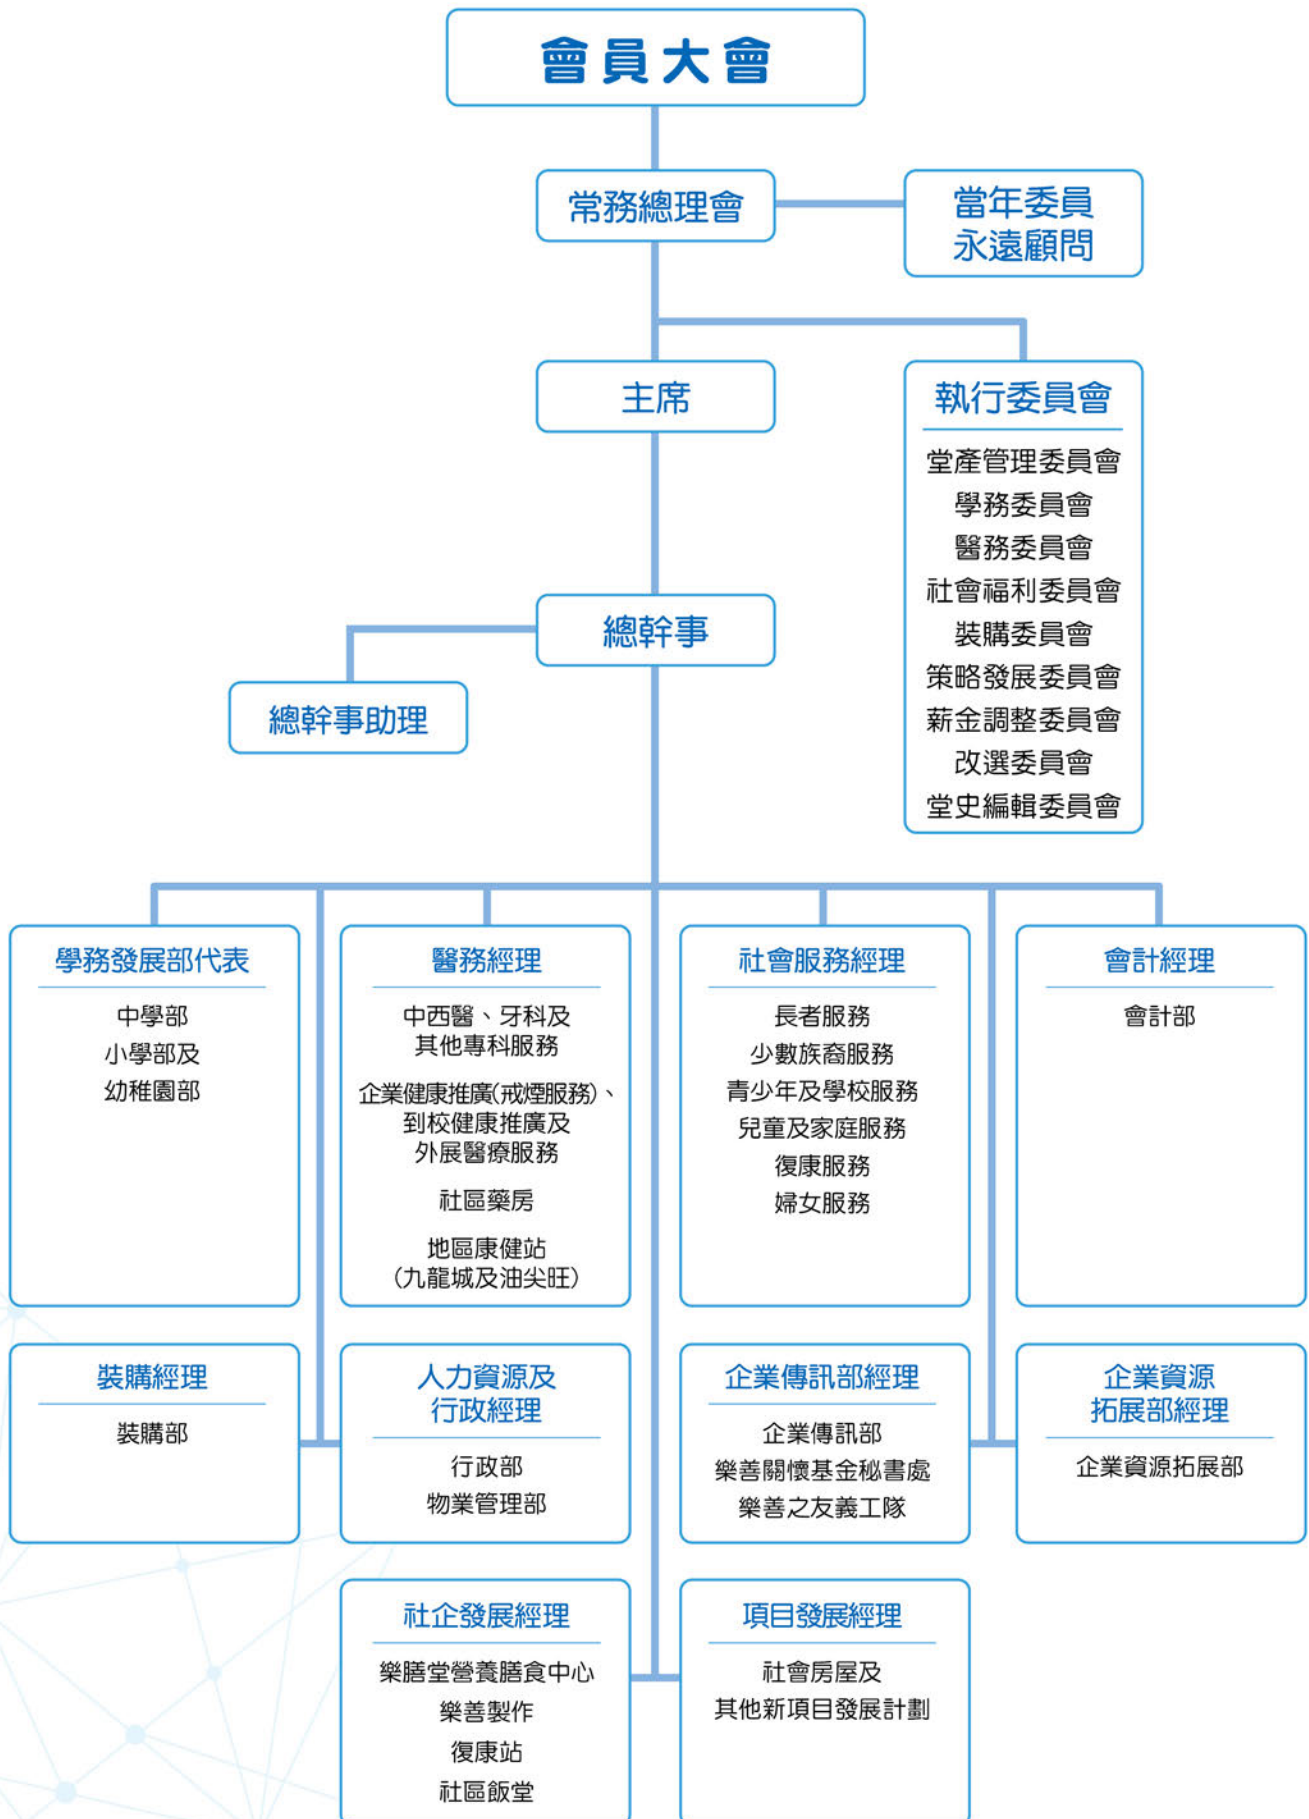 會員大會
常務總理會
當年委員
永遠顧問
主席
執行委員會
堂產管理委員會
學務委員會
醫務委員會
社會福利委員會
裝購委員會
策略發展委員會
薪金調整委員會
改選委員會
堂史編輯委員會
總幹事
總幹事助理
學務發展部代表
中學部
小學部及
幼稚園部
醫務經理
中西醫、牙科及
其他專科服務
企業健康推廣(戒煙服務)、
到校健康推廣及
外展醫療服務
社區藥房
地區康健站
（九龍城及油尖旺）
社會服務經理
長者服務
少數族裔服務
青少年及學校服務
兒童及家庭服務
復康服務
婦女服務
會計經理
會計部
裝購經理
裝購部
人力資源及
行政經理
行政部
物業管理部
企業傳訊部經理
企業傳訊部
樂善關懷基金秘書處
樂善之友義工隊
企業資源
拓展部經理
企業資源拓展部
社企發展經理
樂膳堂營養膳食中心
樂善製作
復康站
社區飯堂
項目發展經理
社會房屋及
其他新項目發展計劃